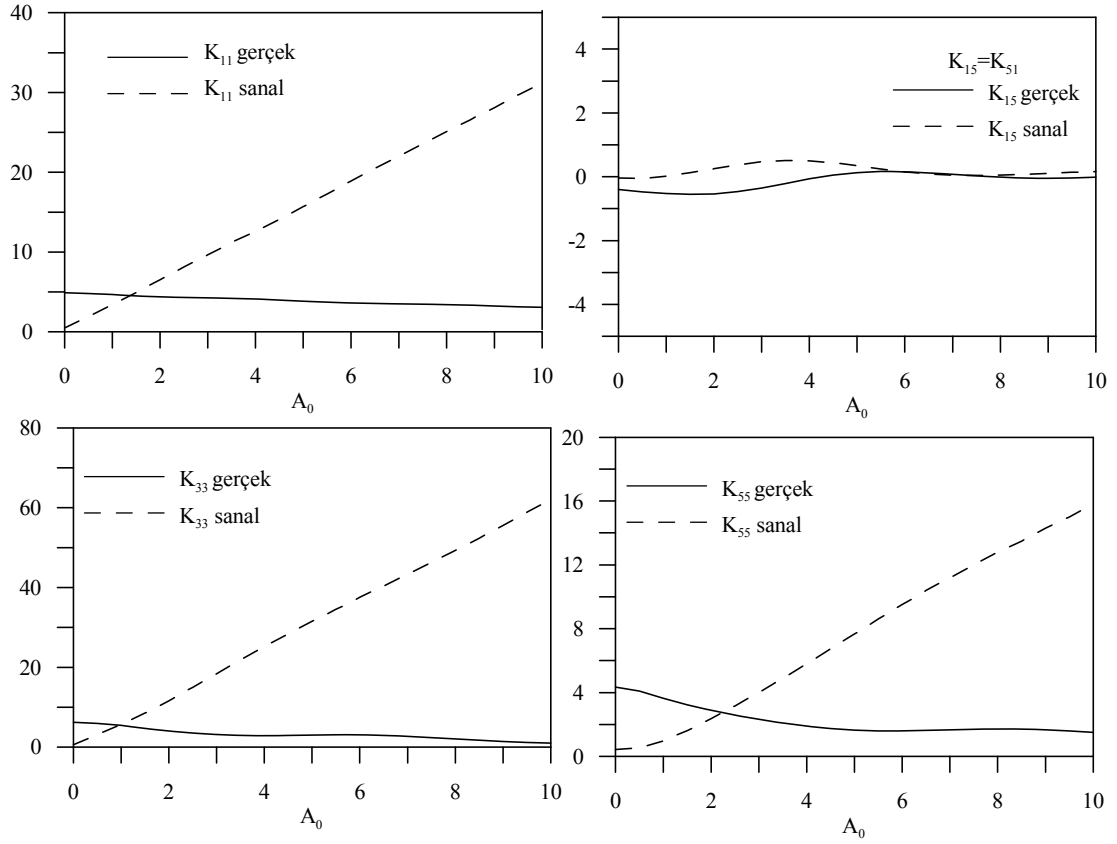 40
30
20
10
0
K₁₁ gerçek
K₁₁ sanal
0 2 4 6 8 10
A₀
4
2
0
-2
-4
K₁₅=K₅₁
K₁₅ gerçek
K₁₅ sanal
0 2 4 6 8 10
A₀
80
60
40
20
0
K₃₃ gerçek
K₃₃ sanal
0 2 4 6 8 10
A₀
20
16
12
8
4
0
K₅₅ gerçek
K₅₅ sanal
0 2 4 6 8 10
A₀